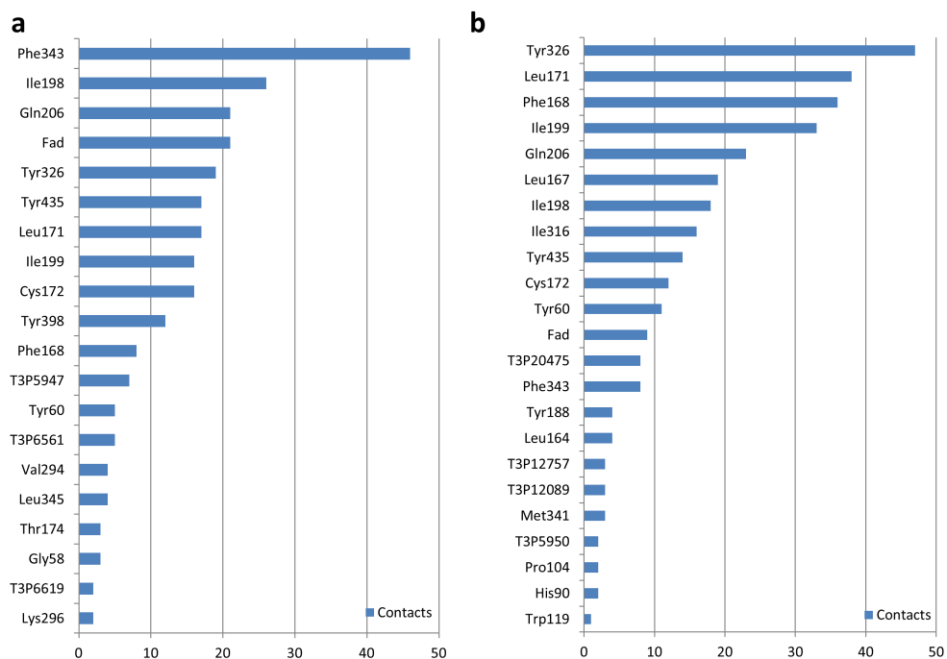 a
Phe343
Ile198
Gln206
Fad
Tyr326
Tyr435
Leu171
Ile199
Cys172
Tyr398
Phe168
T3P5947
Tyr60
T3P6561
Val294
Leu345
Thr174
Gly58
T3P6619
Lys296
Contacts
0 10 20 30 40 50
b
Tyr326
Leu171
Phe168
Ile199
Gln206
Leu167
Ile198
Ile316
Tyr435
Cys172
Tyr60
Fad
T3P20475
Phe343
Tyr188
Leu164
T3P12757
T3P12089
Met341
T3P5950
Pro104
His90
Trp119
Contacts
0 10 20 30 40 50